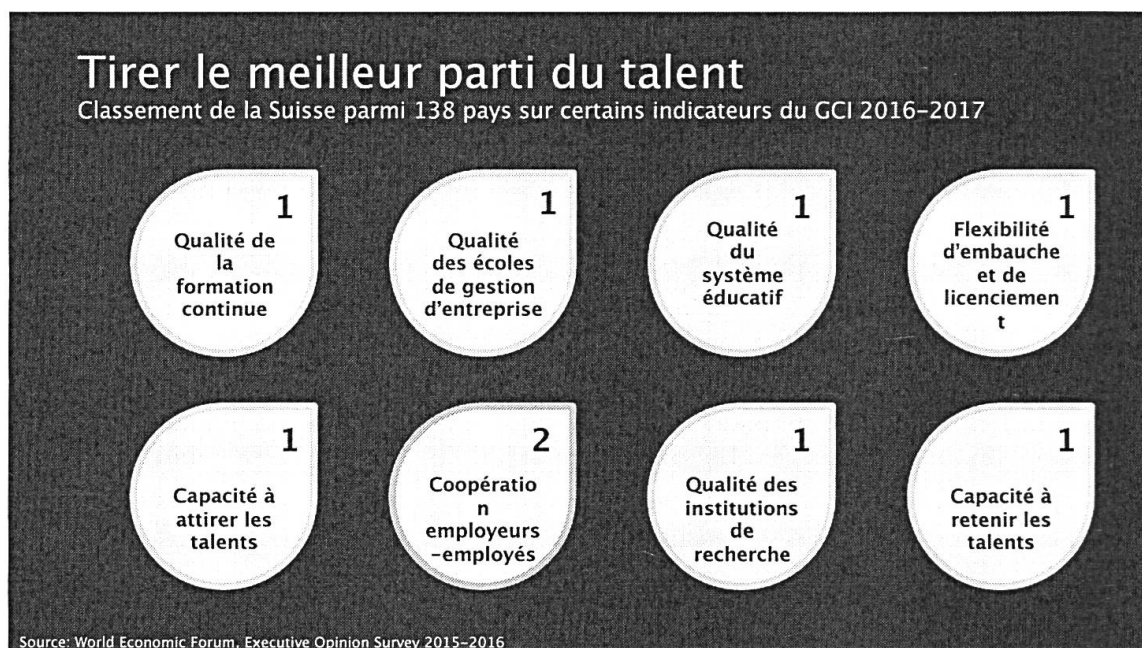 Tirer le meilleur parti du talent
Classement de la Suisse parmi 138 pays sur certains indicateurs du GCI 2016–2017
1
Qualité de
la
formation
continue
1
Qualité
des écoles
de gestion
d'entreprise
1
Qualité
du
système
éducatif
1
Flexibilité
d'embauche
et de
licenciemen
t
1
Capacité à
attirer les
talents
2
Coopératio
n
employeurs
–employés
1
Qualité des
institutions
de
recherche
1
Capacité à
retenir les
talents
Source: World Economic Forum, Executive Opinion Survey 2015–2016